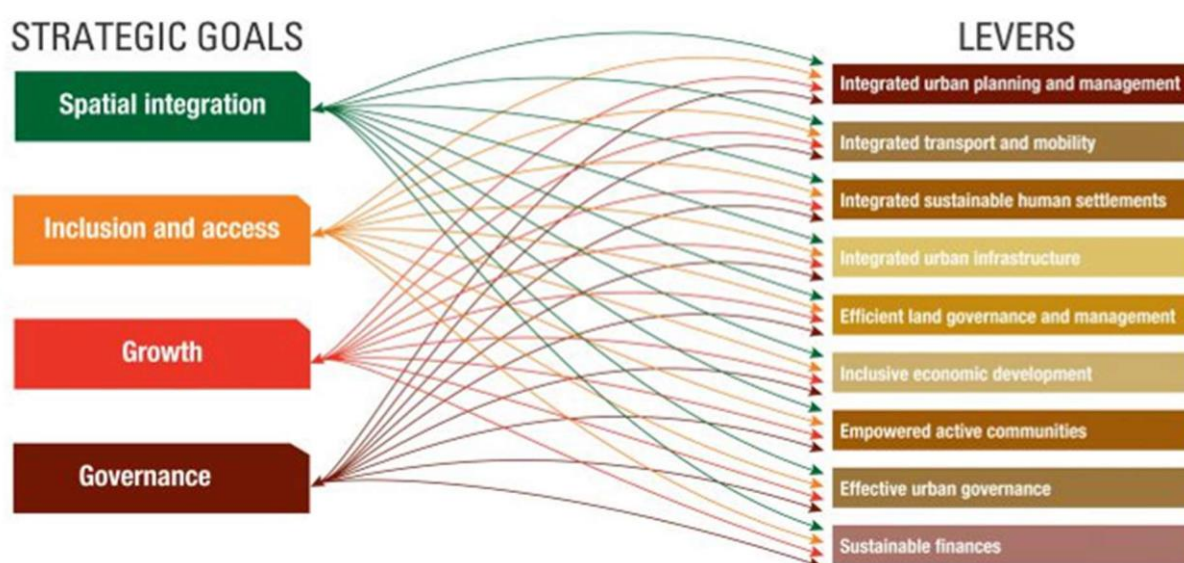 STRATEGIC GOALS
Spatial integration
Inclusion and access
Growth
Governance
LEVERS
Integrated urban planning and management
Integrated transport and mobility
Integrated sustainable human settlements
Integrated urban infrastructure
Efficient land governance and management
Inclusive economic development
Empowered active communities
Effective urban governance
Sustainable finances